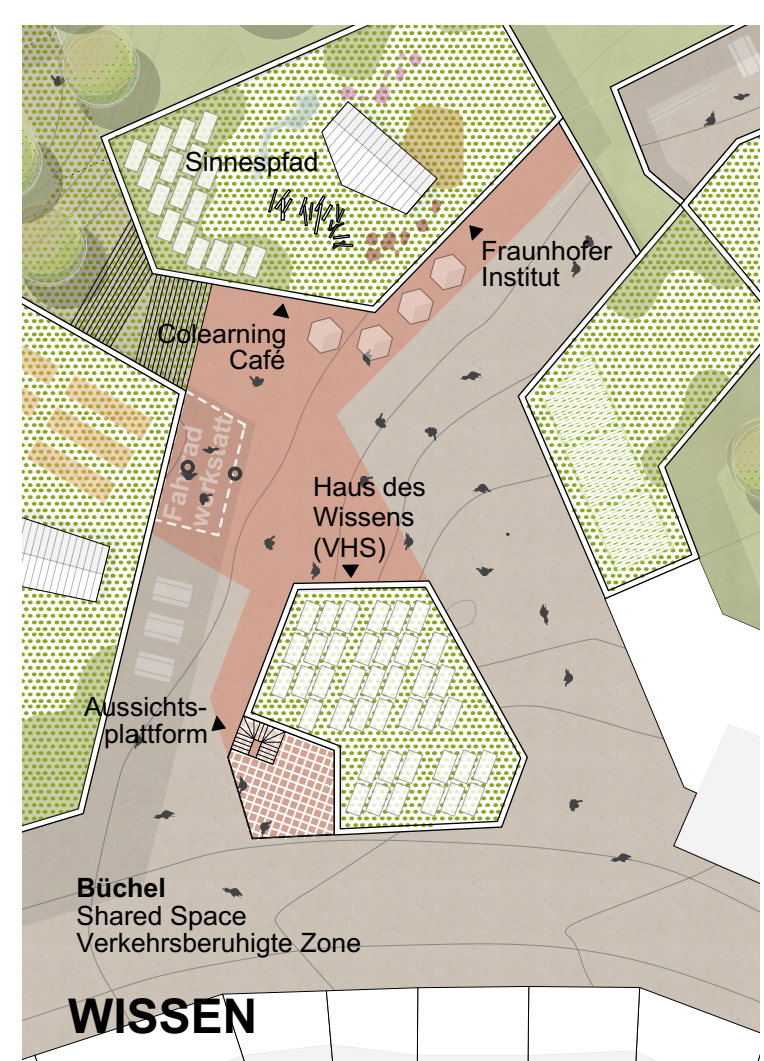 Sinnespfad
Fraunhofer
Institut
Colearning
Café
Fahrrad
werkstatt
Haus des
Wissens
(VHS)
Aussichts-
plattform
Büchel
Shared Space
Verkehrsberuhigte Zone
WISSEN